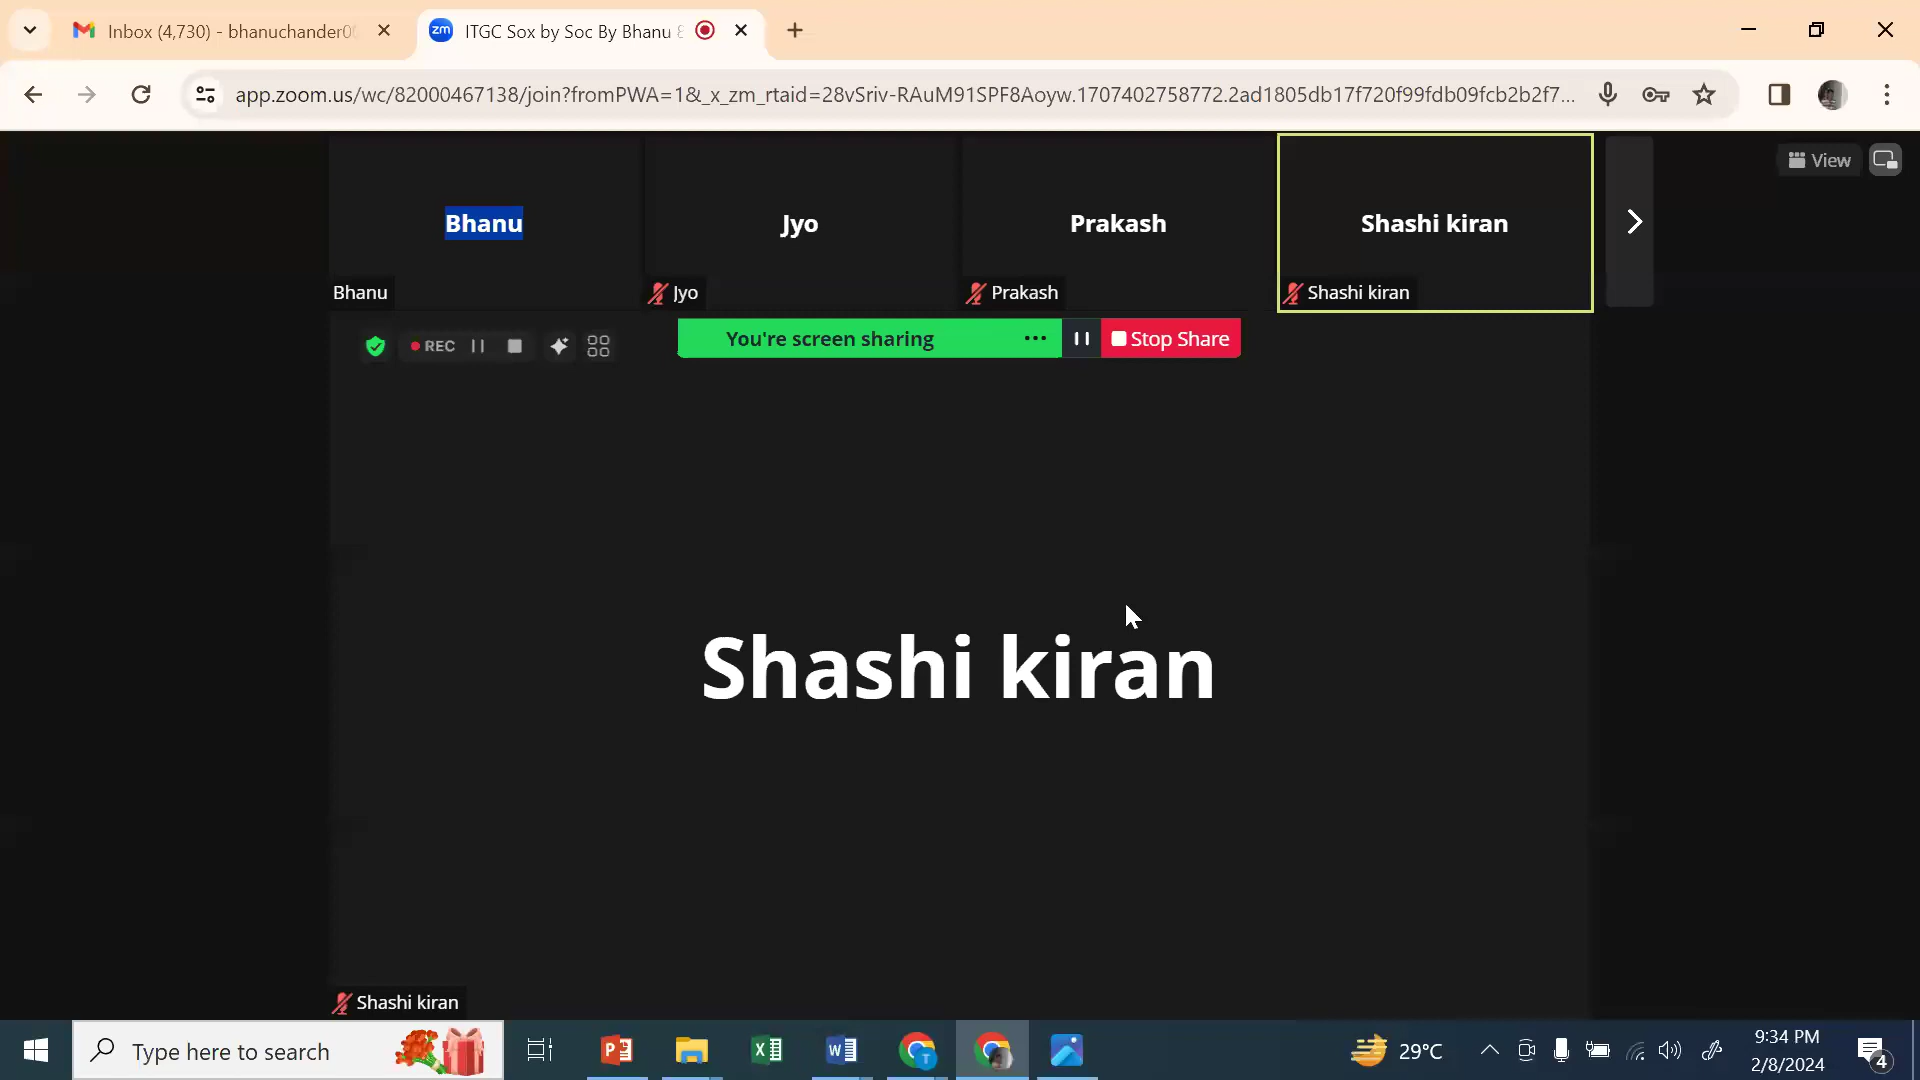 Inbox (4,730) - bhanuchander0
zm ITGC Sox by Soc By Bhanu 8
app.zoom.us/wc/82000467138/join?fromPWA=1&_x_zm_rtaid=28vSriv-RAuM91SPF8Aoyw.1707402758772.2ad1805db17f720f99fdb09fcb2b2f7...
View
Bhanu
Jyo
Prakash
Shashi kiran
Bhanu
Jyo
Prakash
Shashi kiran
REC
You're screen sharing
Stop Share
Shashi kiran
Shashi kiran
Type here to search
29°C
9:34 PM
2/8/2024
4